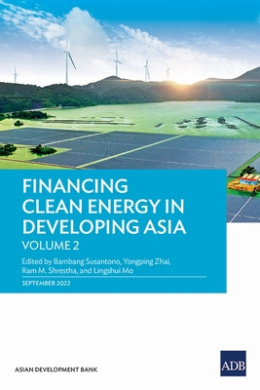 FINANCING
CLEAN ENERGY IN
DEVELOPING ASIA
VOLUME 2
Edited by Bambang Susantono, Yongping Zhai,
Ram M. Shrestha, and Lingshui Mo
SEPTEMBER 2022
ASIAN DEVELOPMENT BANK
ADB